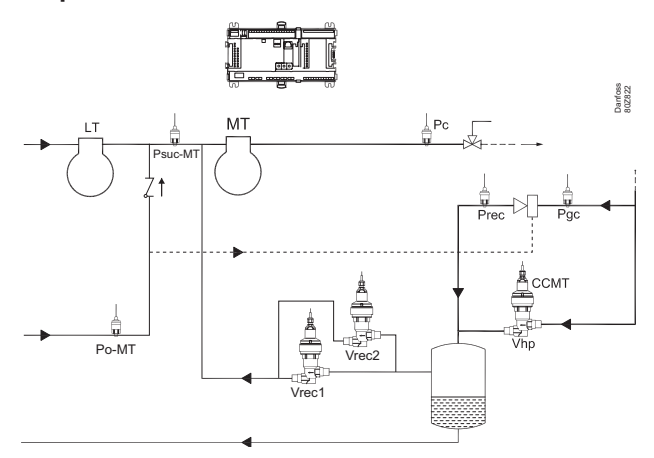 Danfoss
80Z822
LT
MT
Pc
Psuc-MT
Prec
Pgc
CCMT
Po-MT
Vrec2
Vhp
Vrec1